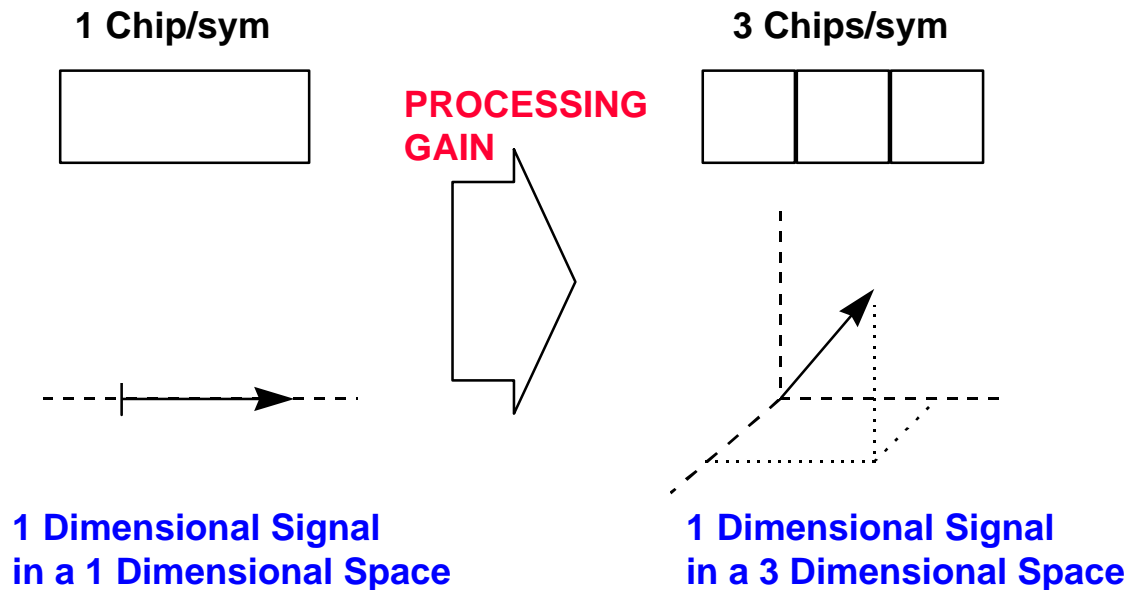 1 Chip/sym
3 Chips/sym
PROCESSING
GAIN
1 Dimensional Signal
in a 1 Dimensional Space
1 Dimensional Signal
in a 3 Dimensional Space